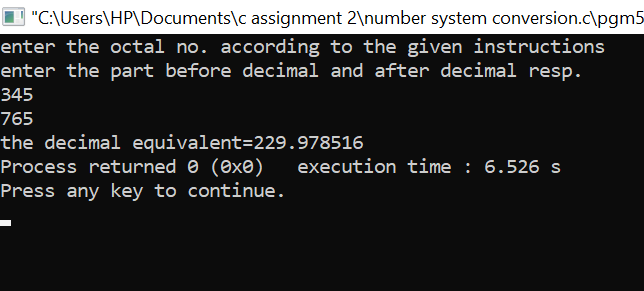 "C:\Users\HP\Documents\c assignment 2\number system conversion.c\pgm5
enter the octal no. according to the given instructions
enter the part before decimal and after decimal resp.
345
765
the decimal equivalent=229.978516
Process returned 0 (0x0)   execution time : 6.526 s
Press any key to continue.